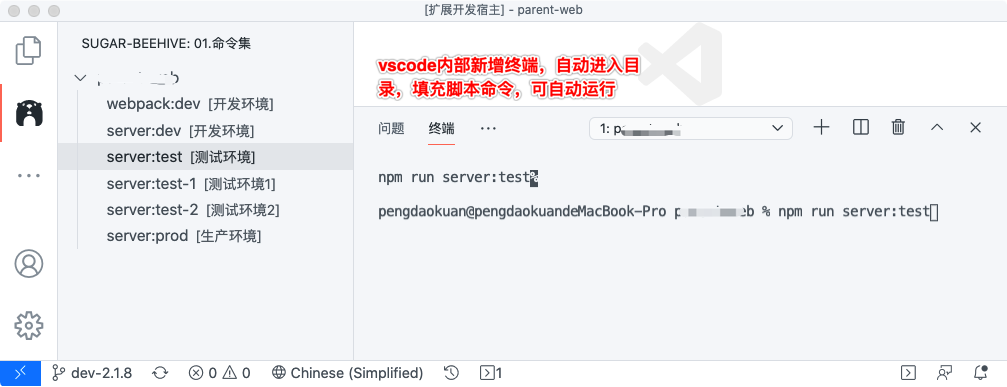 [扩展开发宿主] - parent-web
SUGAR-BEEHIVE: 01.命令集
webpack:dev [开发环境]
server:dev [开发环境]
server:test [测试环境]
server:test-1 [测试环境1]
server:test-2 [测试环境2]
server:prod [生产环境]
vscode内部新增终端，自动进入目
录，填充脚本命令，可自动运行
问题 终端 ··· 1:
npm run server:test%
pengdaokuan@pengdaokuandeMacBook-Pro % npm run server:test
dev-2.1.8 0 0 Chinese (Simplified) 1